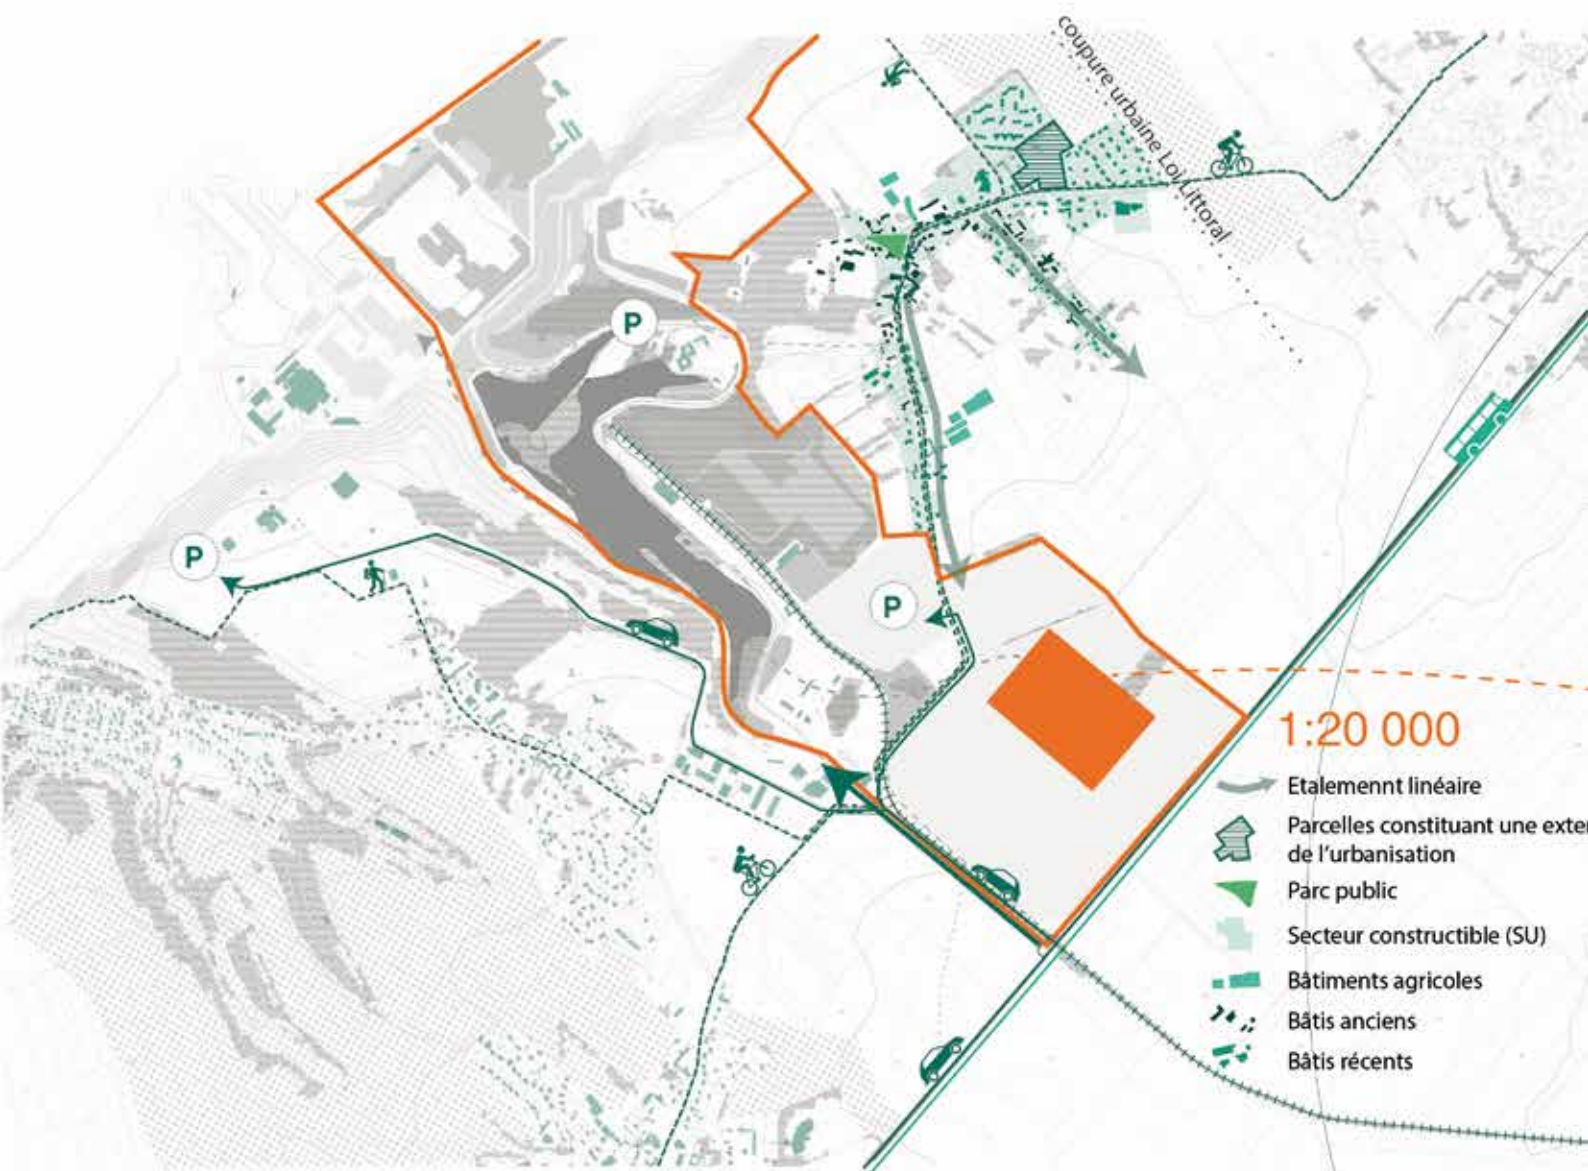 coupure urbaine Loi Littoral
P
P
P
1:20 000
Etalemennt linéaire
Parcelles constituant une exter
de l'urbanisation
Parc public
Secteur constructible (SU)
Bâtiments agricoles
Bâtis anciens
Bâtis récents